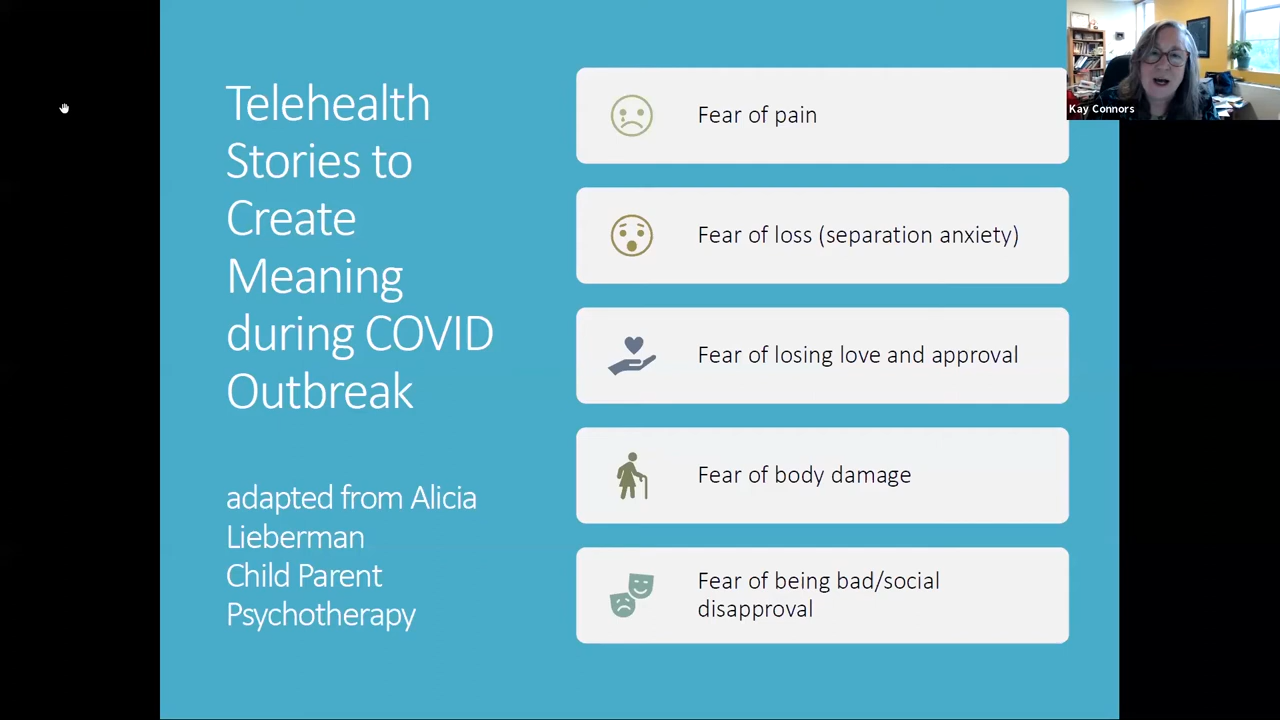 Telehealth
Stories to
Create
Meaning
during COVID
Outbreak
adapted from Alicia
Lieberman
Child Parent
Psychotherapy
Fear of pain
Fear of loss (separation anxiety)
Fear of losing love and approval
Fear of body damage
Fear of being bad/social
disapproval
Kay Connors